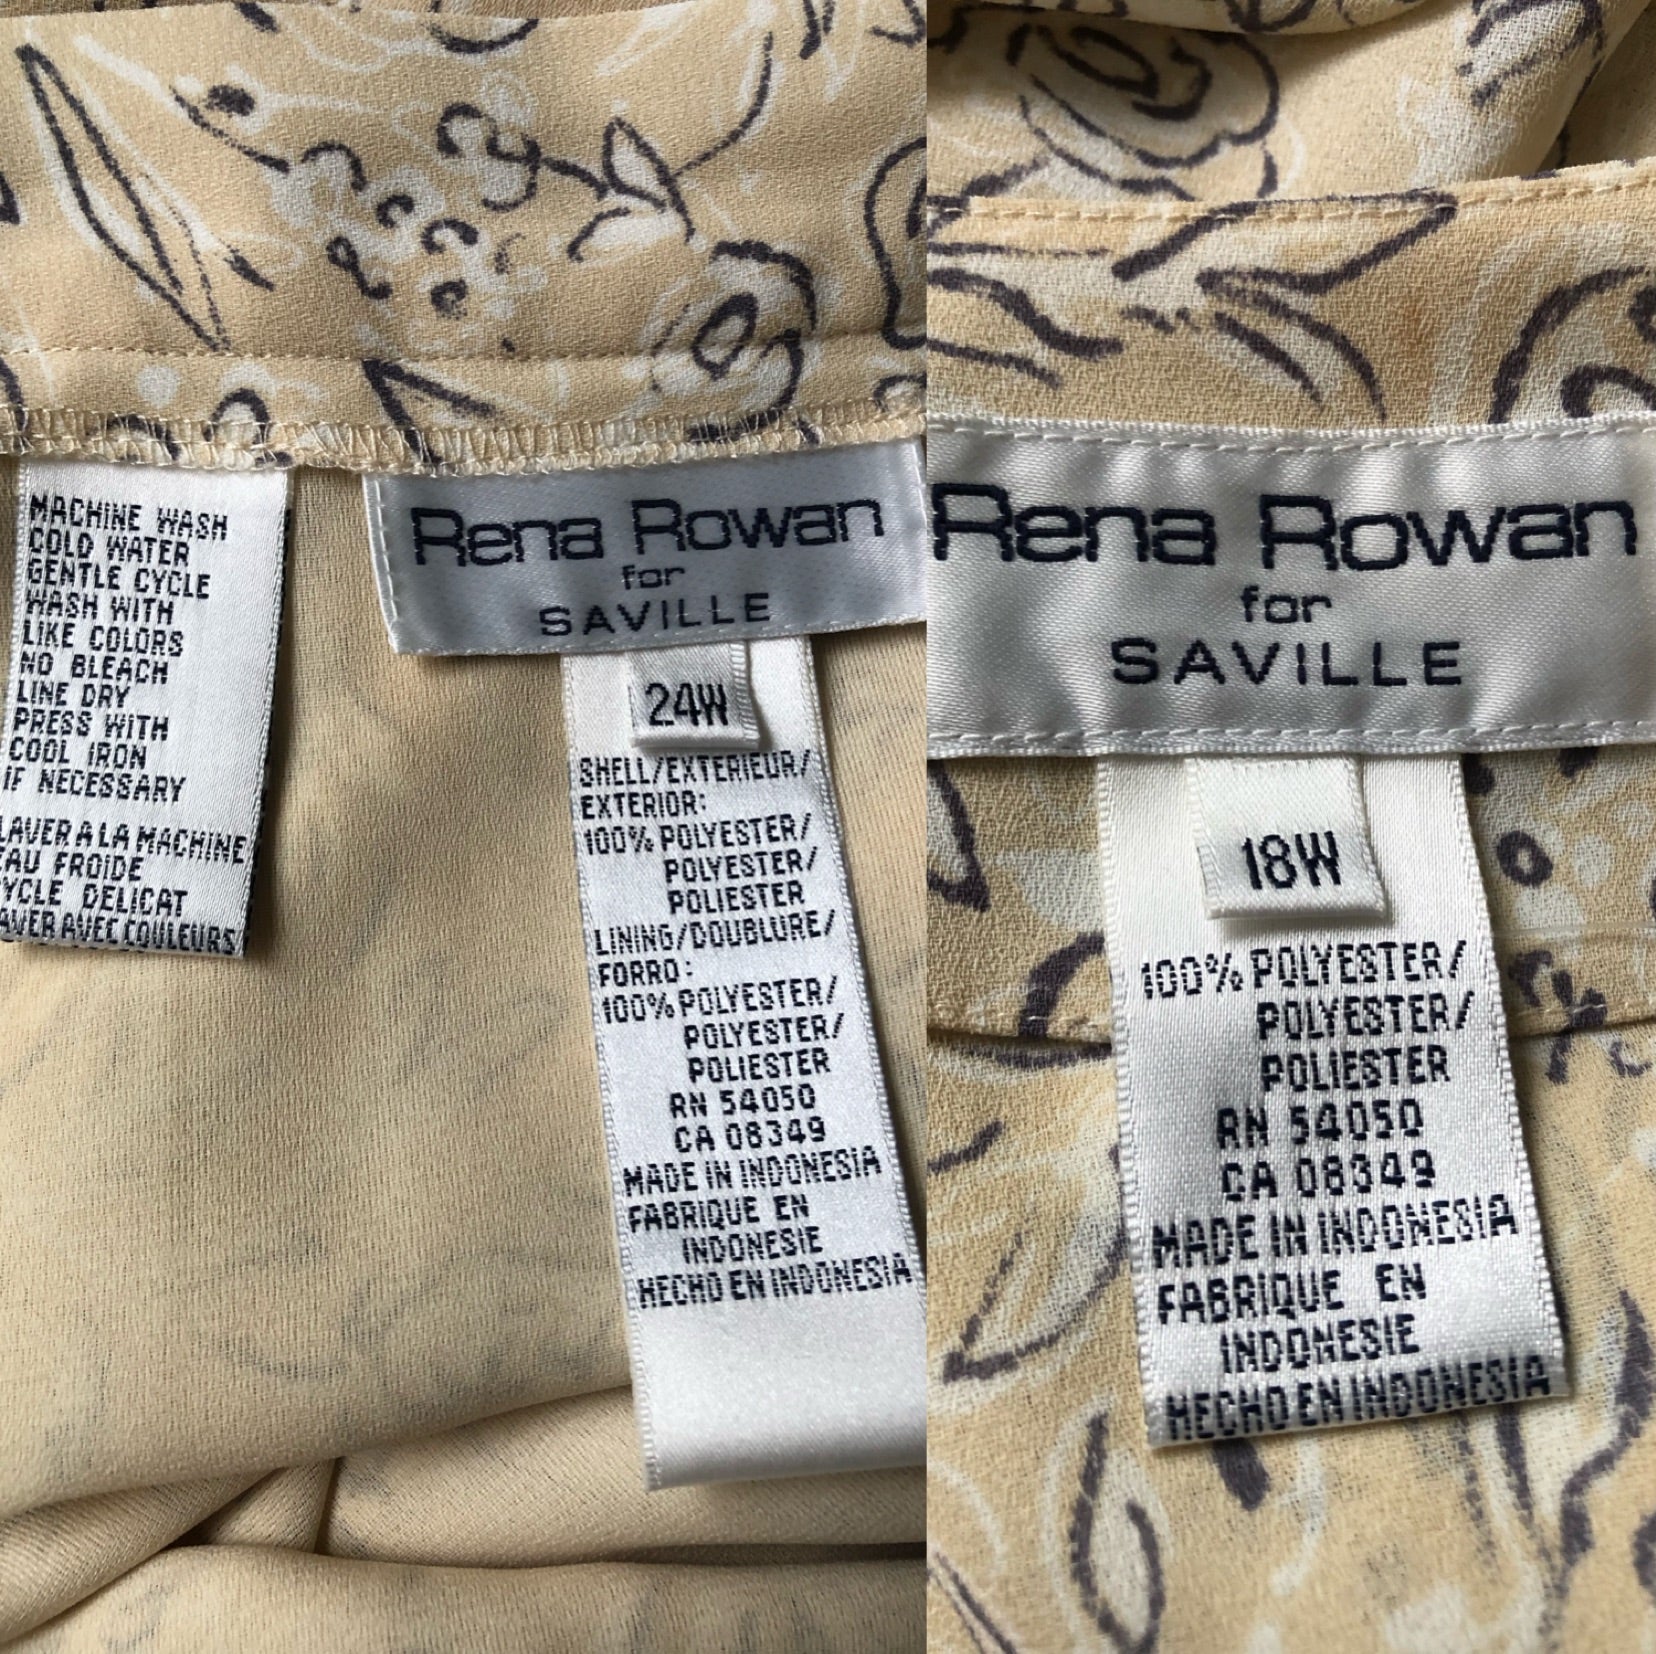 MACHINE WASH
COLD WATER
GENTLE CYCLE
WASH WITH
LIKE COLORS
NO BLEACH
LINE DRY
PRESS WITH
COOL IRON
IF NECESSARY
LAVER A LA MACHINE
EAU FROIDE
CYCLE DELICAT
LAVER AVEC COULEURS
Rena Rowan
for
SAVILLE
24W
SHELL/EXTERIEUR/
EXTERIOR:
100% POLYESTER/
POLYESTER/
POLIESTER
LINING/DOUBLURE/
FORRO:
100% POLYESTER/
POLYESTER/
POLIESTER
RN 54050
CA 08349
MADE IN INDONESIA
FABRIQUE EN
INDONESIE
HECHO EN INDONESIA
Rena Rowan
for
SAVILLE
18W
100% POLYESTER/
POLYESTER/
POLIESTER
RN 54050
CA 08349
MADE IN INDONESIA
FABRIQUE EN
INDONESIE
HECHO EN INDONESIA